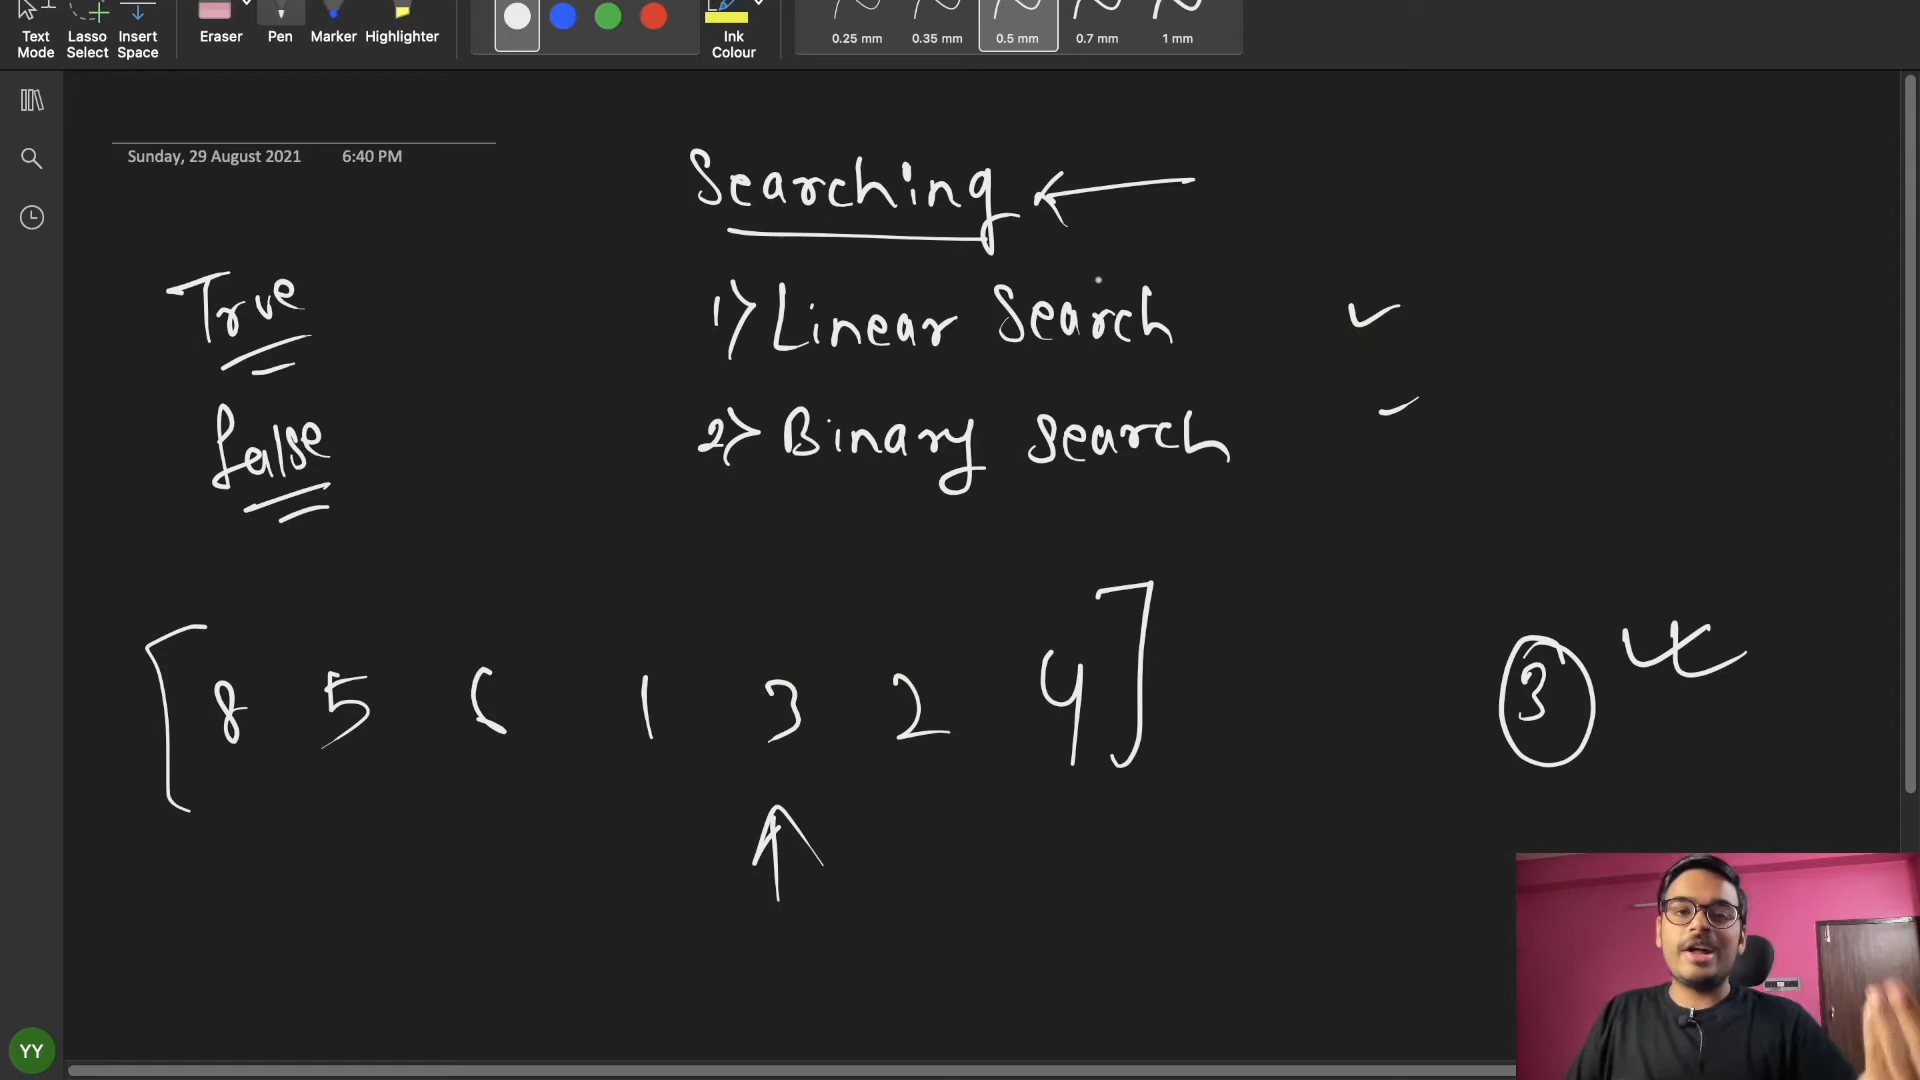 Text Mode
Lasso Select
Insert Space
Eraser
Pen
Marker
Highlighter
Ink Colour
0.25 mm
0.35 mm
0.5 mm
0.7 mm
1 mm
Sunday, 29 August 2021 6:40 PM
Searching
True
1) Linear Search
False
2) Binary Search
[ 8 5 6 1 3 2 4 ]
3
YY